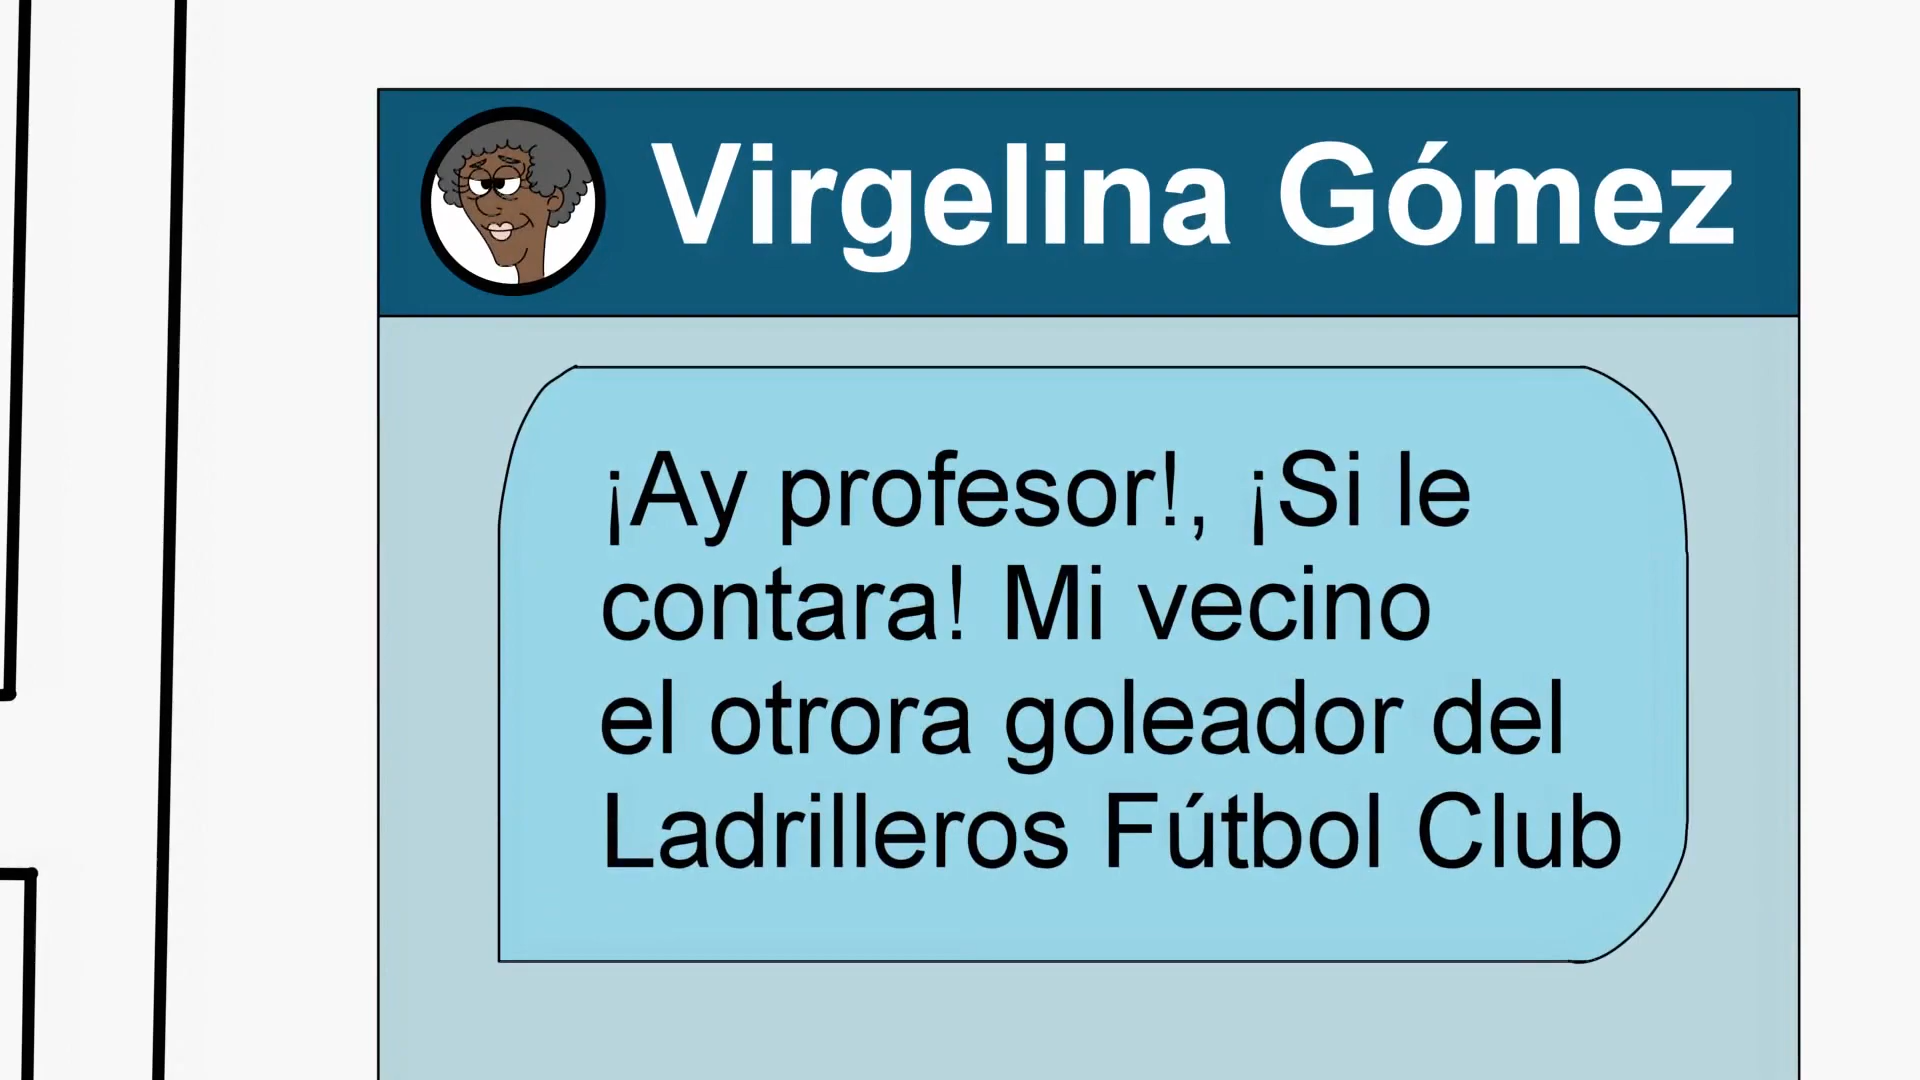 Virgelina Gómez
¡Ay profesor!, ¡Si le
contara! Mi vecino
el otrora goleador del
Ladrilleros Fútbol Club